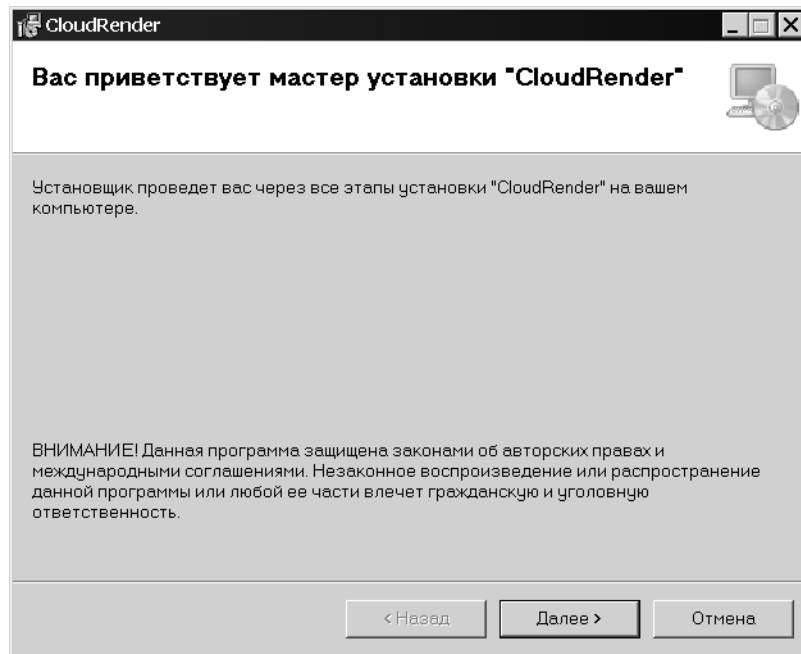 CloudRender
Вас приветствует мастер установки "CloudRender"
Установщик проведет вас через все этапы установки "CloudRender" на вашем
компьютере.
ВНИМАНИЕ! Данная программа защищена законами об авторских правах и
международными соглашениями. Незаконное воспроизведение или распространение
данной программы или любой ее части влечет гражданскую и уголовную
ответственность.
< Назад Далее > Отмена